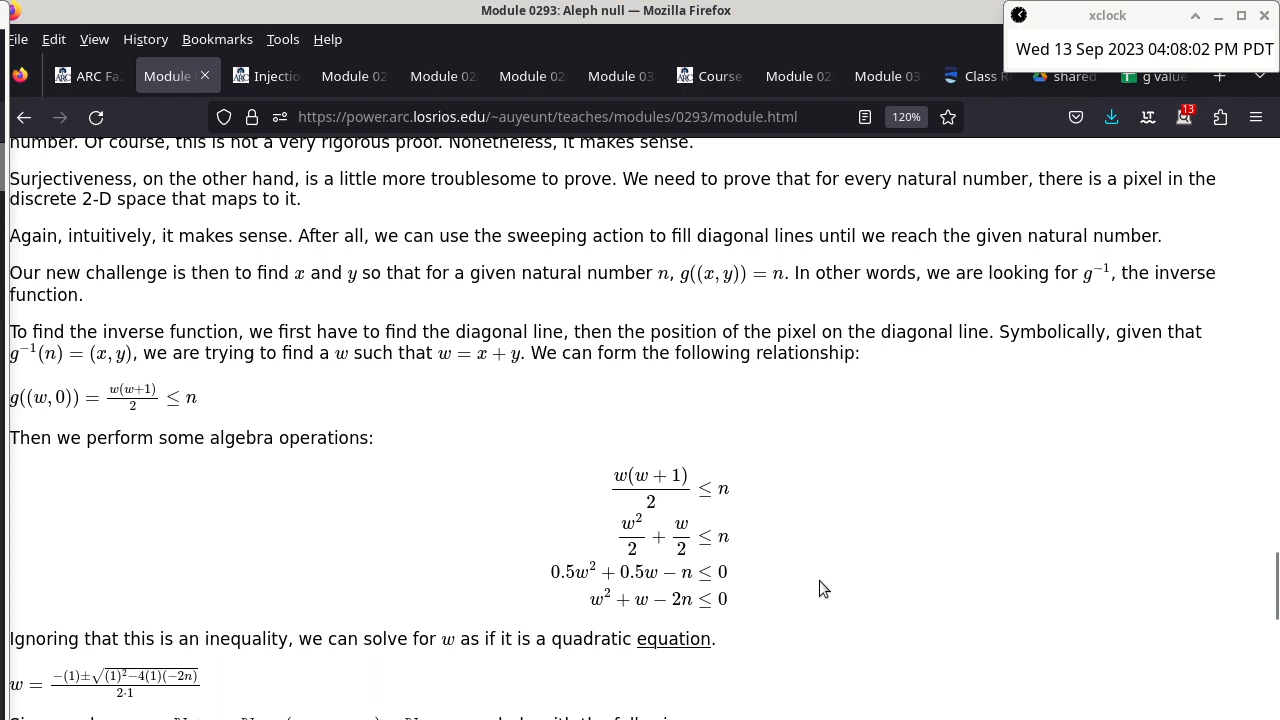 Module 0293: Aleph null — Mozilla Firefox
xclock
File Edit View History Bookmarks Tools Help
Wed 13 Sep 2023 04:08:02 PM PDT
ARC Fa Module Injectio Module 02 Module 02 Module 02 Module 03 Course Module 02 Module 03 Class R shared g value
https://power.arc.losrios.edu/~auyeunt/teaches/modules/0293/module.html 120% 13
number. Of course, this is not a very rigorous proof. Nonetheless, it makes sense.
Surjectiveness, on the other hand, is a little more troublesome to prove. We need to prove that for every natural number, there is a pixel in the
discrete 2-D space that maps to it.
Again, intuitively, it makes sense. After all, we can use the sweeping action to fill diagonal lines until we reach the given natural number.
Our new challenge is then to find x and y so that for a given natural number n, g((x, y)) = n. In other words, we are looking for g⁻¹, the inverse
function.
To find the inverse function, we first have to find the diagonal line, then the position of the pixel on the diagonal line. Symbolically, given that
g⁻¹(n) = (x, y), we are trying to find a w such that w = x + y. We can form the following relationship:
g((w, 0)) = w(w+1)/2 ≤ n
Then we perform some algebra operations:
w(w + 1)/2 ≤ n
w²/2 + w/2 ≤ n
0.5w² + 0.5w − n ≤ 0
w² + w − 2n ≤ 0
Ignoring that this is an inequality, we can solve for w as if it is a quadratic equation.
w = −(1)±√((1)²−4(1)(−2n))/2·1